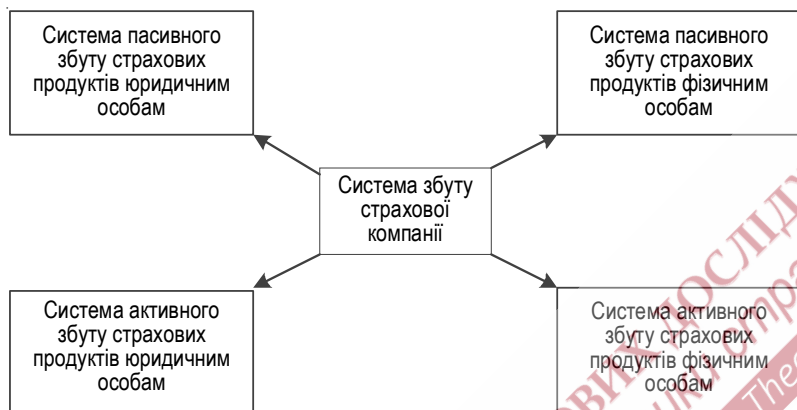 Система пасивного
збуту страхових
продуктів юридичним
особам
Система пасивного
збуту страхових
продуктів фізичним
особам
Система збуту
страхової
компанії
Система активного
збуту страхових
продуктів юридичним
особам
Система активного
збуту страхових
продуктів фізичним
особам